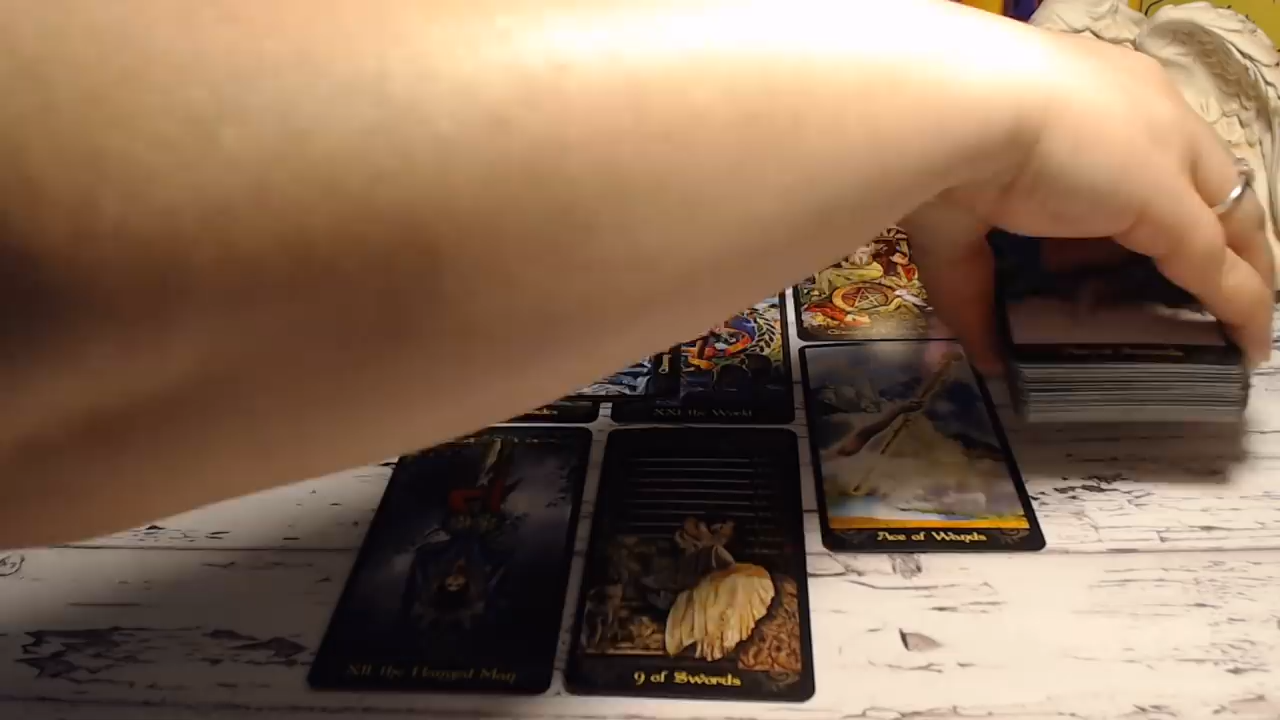 XXI the World
Ace of Wands
XII the Hanged Man
9 of Swords